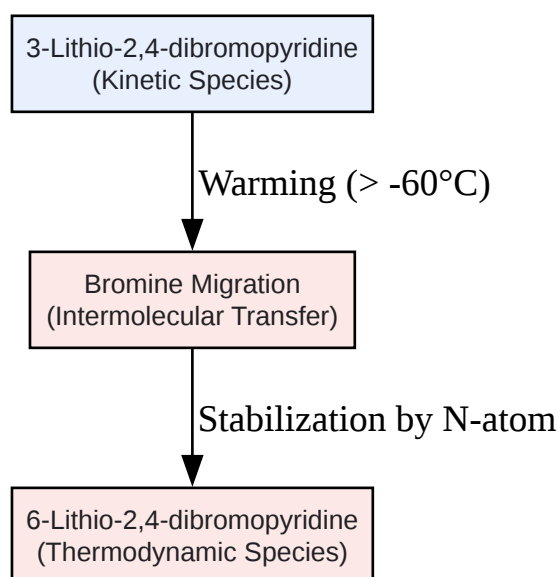 3-Lithio-2,4-dibromopyridine
(Kinetic Species)
Warming (> -60°C)
Bromine Migration
(Intermolecular Transfer)
Stabilization by N-atom
6-Lithio-2,4-dibromopyridine
(Thermodynamic Species)